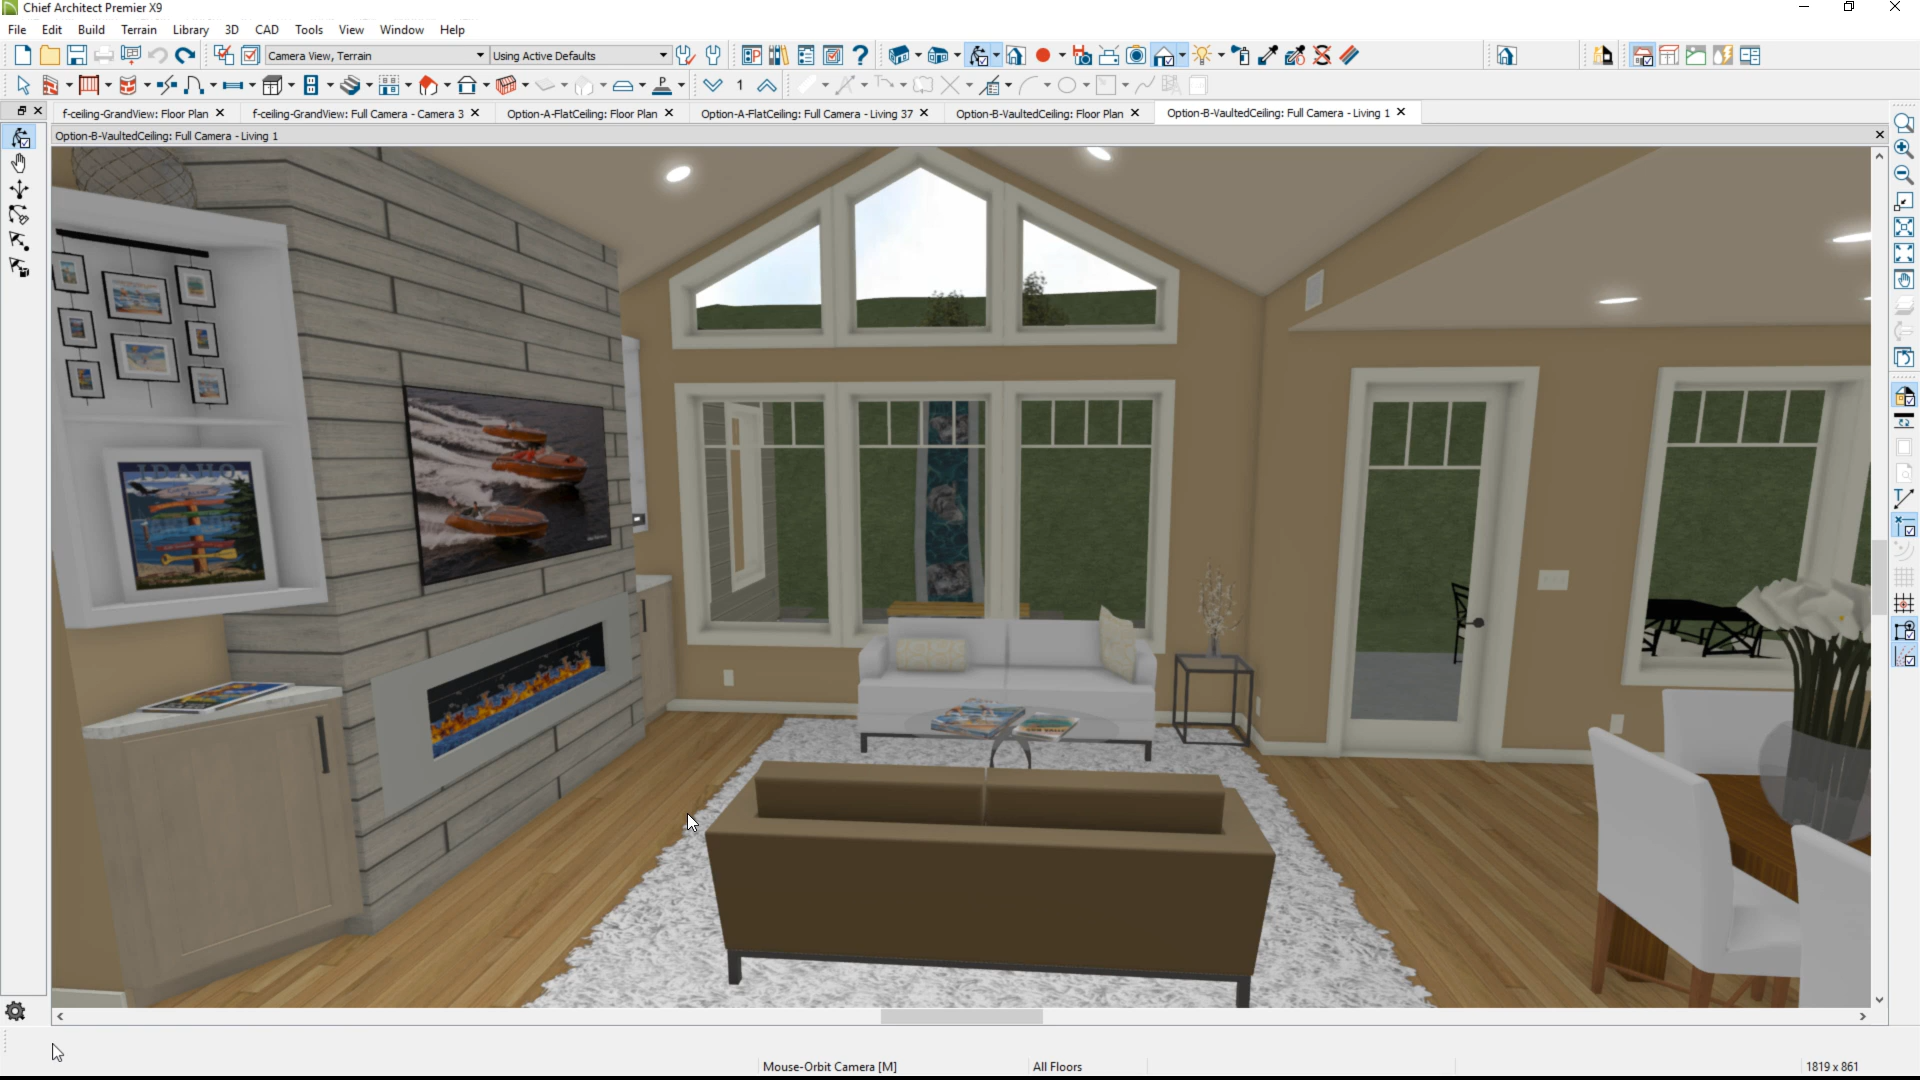 Chief Architect Premier X9
File Edit Build Terrain Library 3D CAD Tools View Window Help
Camera View, Terrain Using Active Defaults
1
f-ceiling-GrandView: Floor Plan f-ceiling-GrandView: Full Camera - Camera 3 Option-A-FlatCeiling: Floor Plan Option-A-FlatCeiling: Full Camera - Living 37 Option-B-VaultedCeiling: Floor Plan Option-B-VaultedCeiling: Full Camera - Living 1
Option-B-VaultedCeiling: Full Camera - Living 1
IDAHO
Mouse-Orbit Camera [M] All Floors 1819 x 861